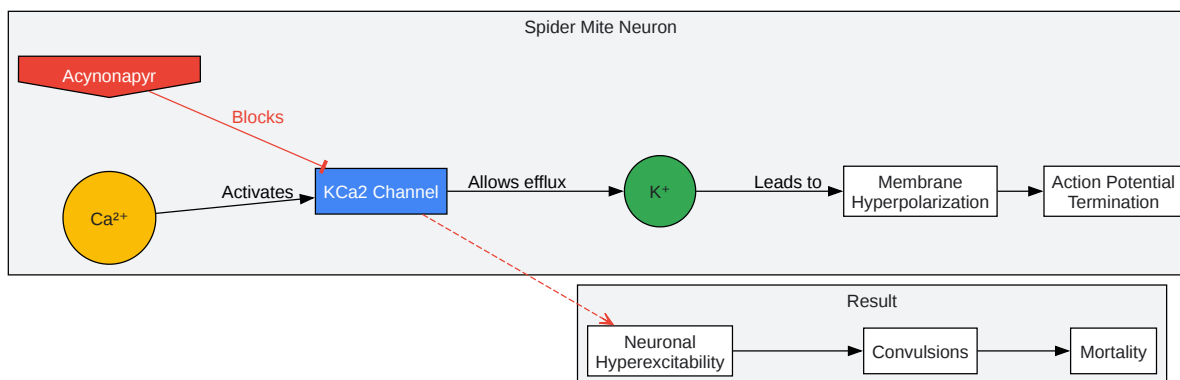 Spider Mite Neuron
Acynonapyr
Blocks
Ca²⁺
Activates
KCa2 Channel
Allows efflux
K⁺
Leads to
Membrane
Hyperpolarization
Action Potential
Termination
Result
Neuronal
Hyperexcitability
Convulsions
Mortality